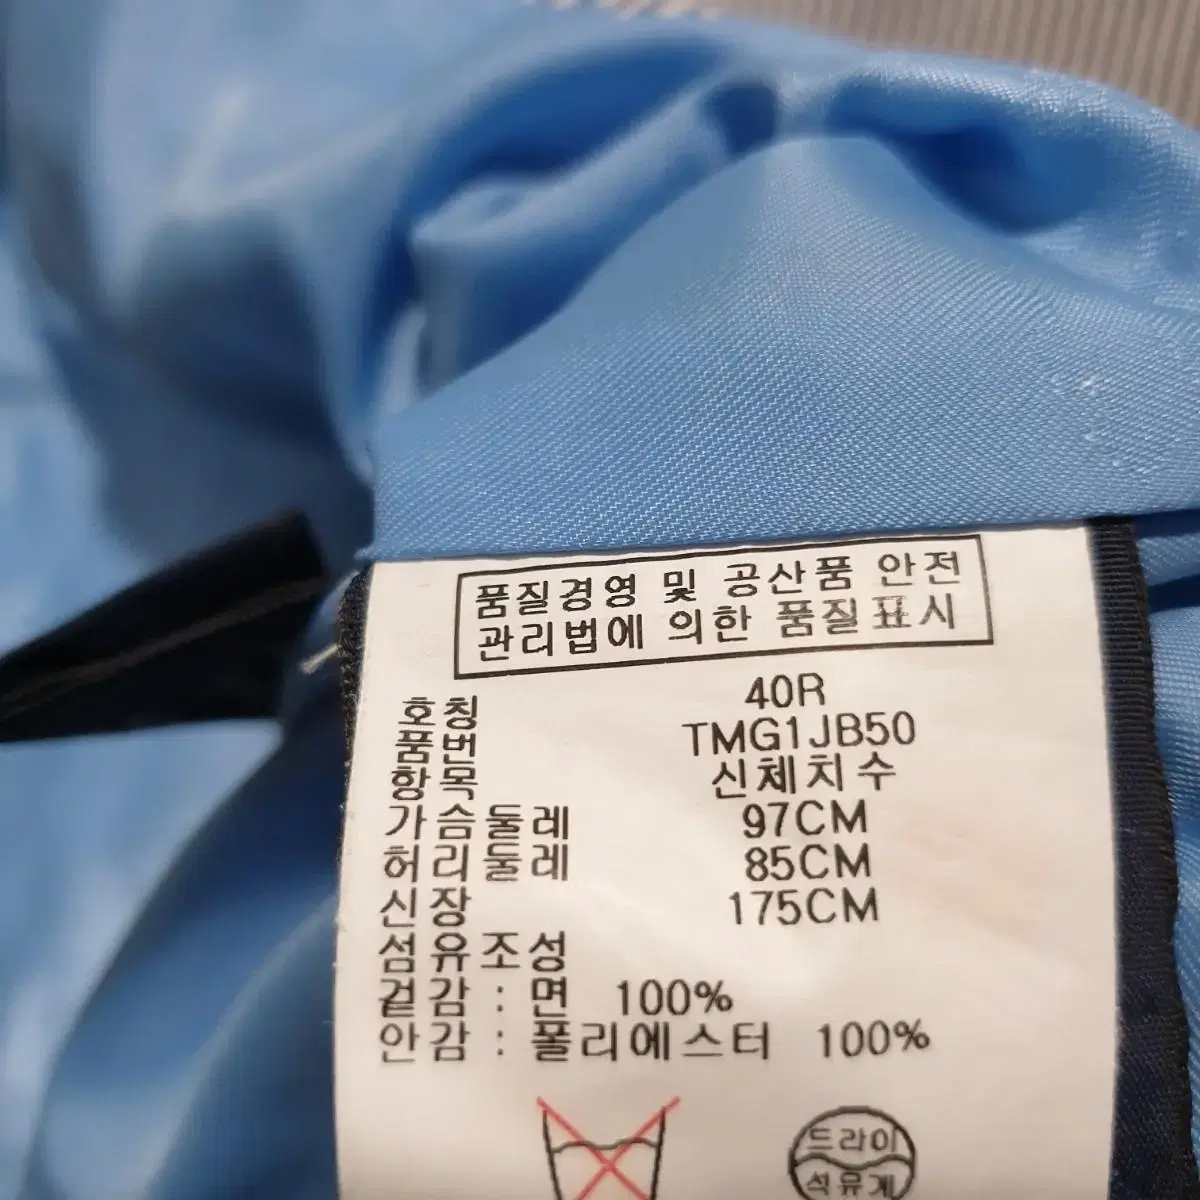 품질경영 및 공산품 안전
관리법에 의한 품질표시
호칭 40R
품번 TMG1JB50
항목 신체치수
가슴둘레 97CM
허리둘레 85CM
신장 175CM
섬유조성
겉감 : 면 100%
안감 : 폴리에스터 100%
드라이
석유계